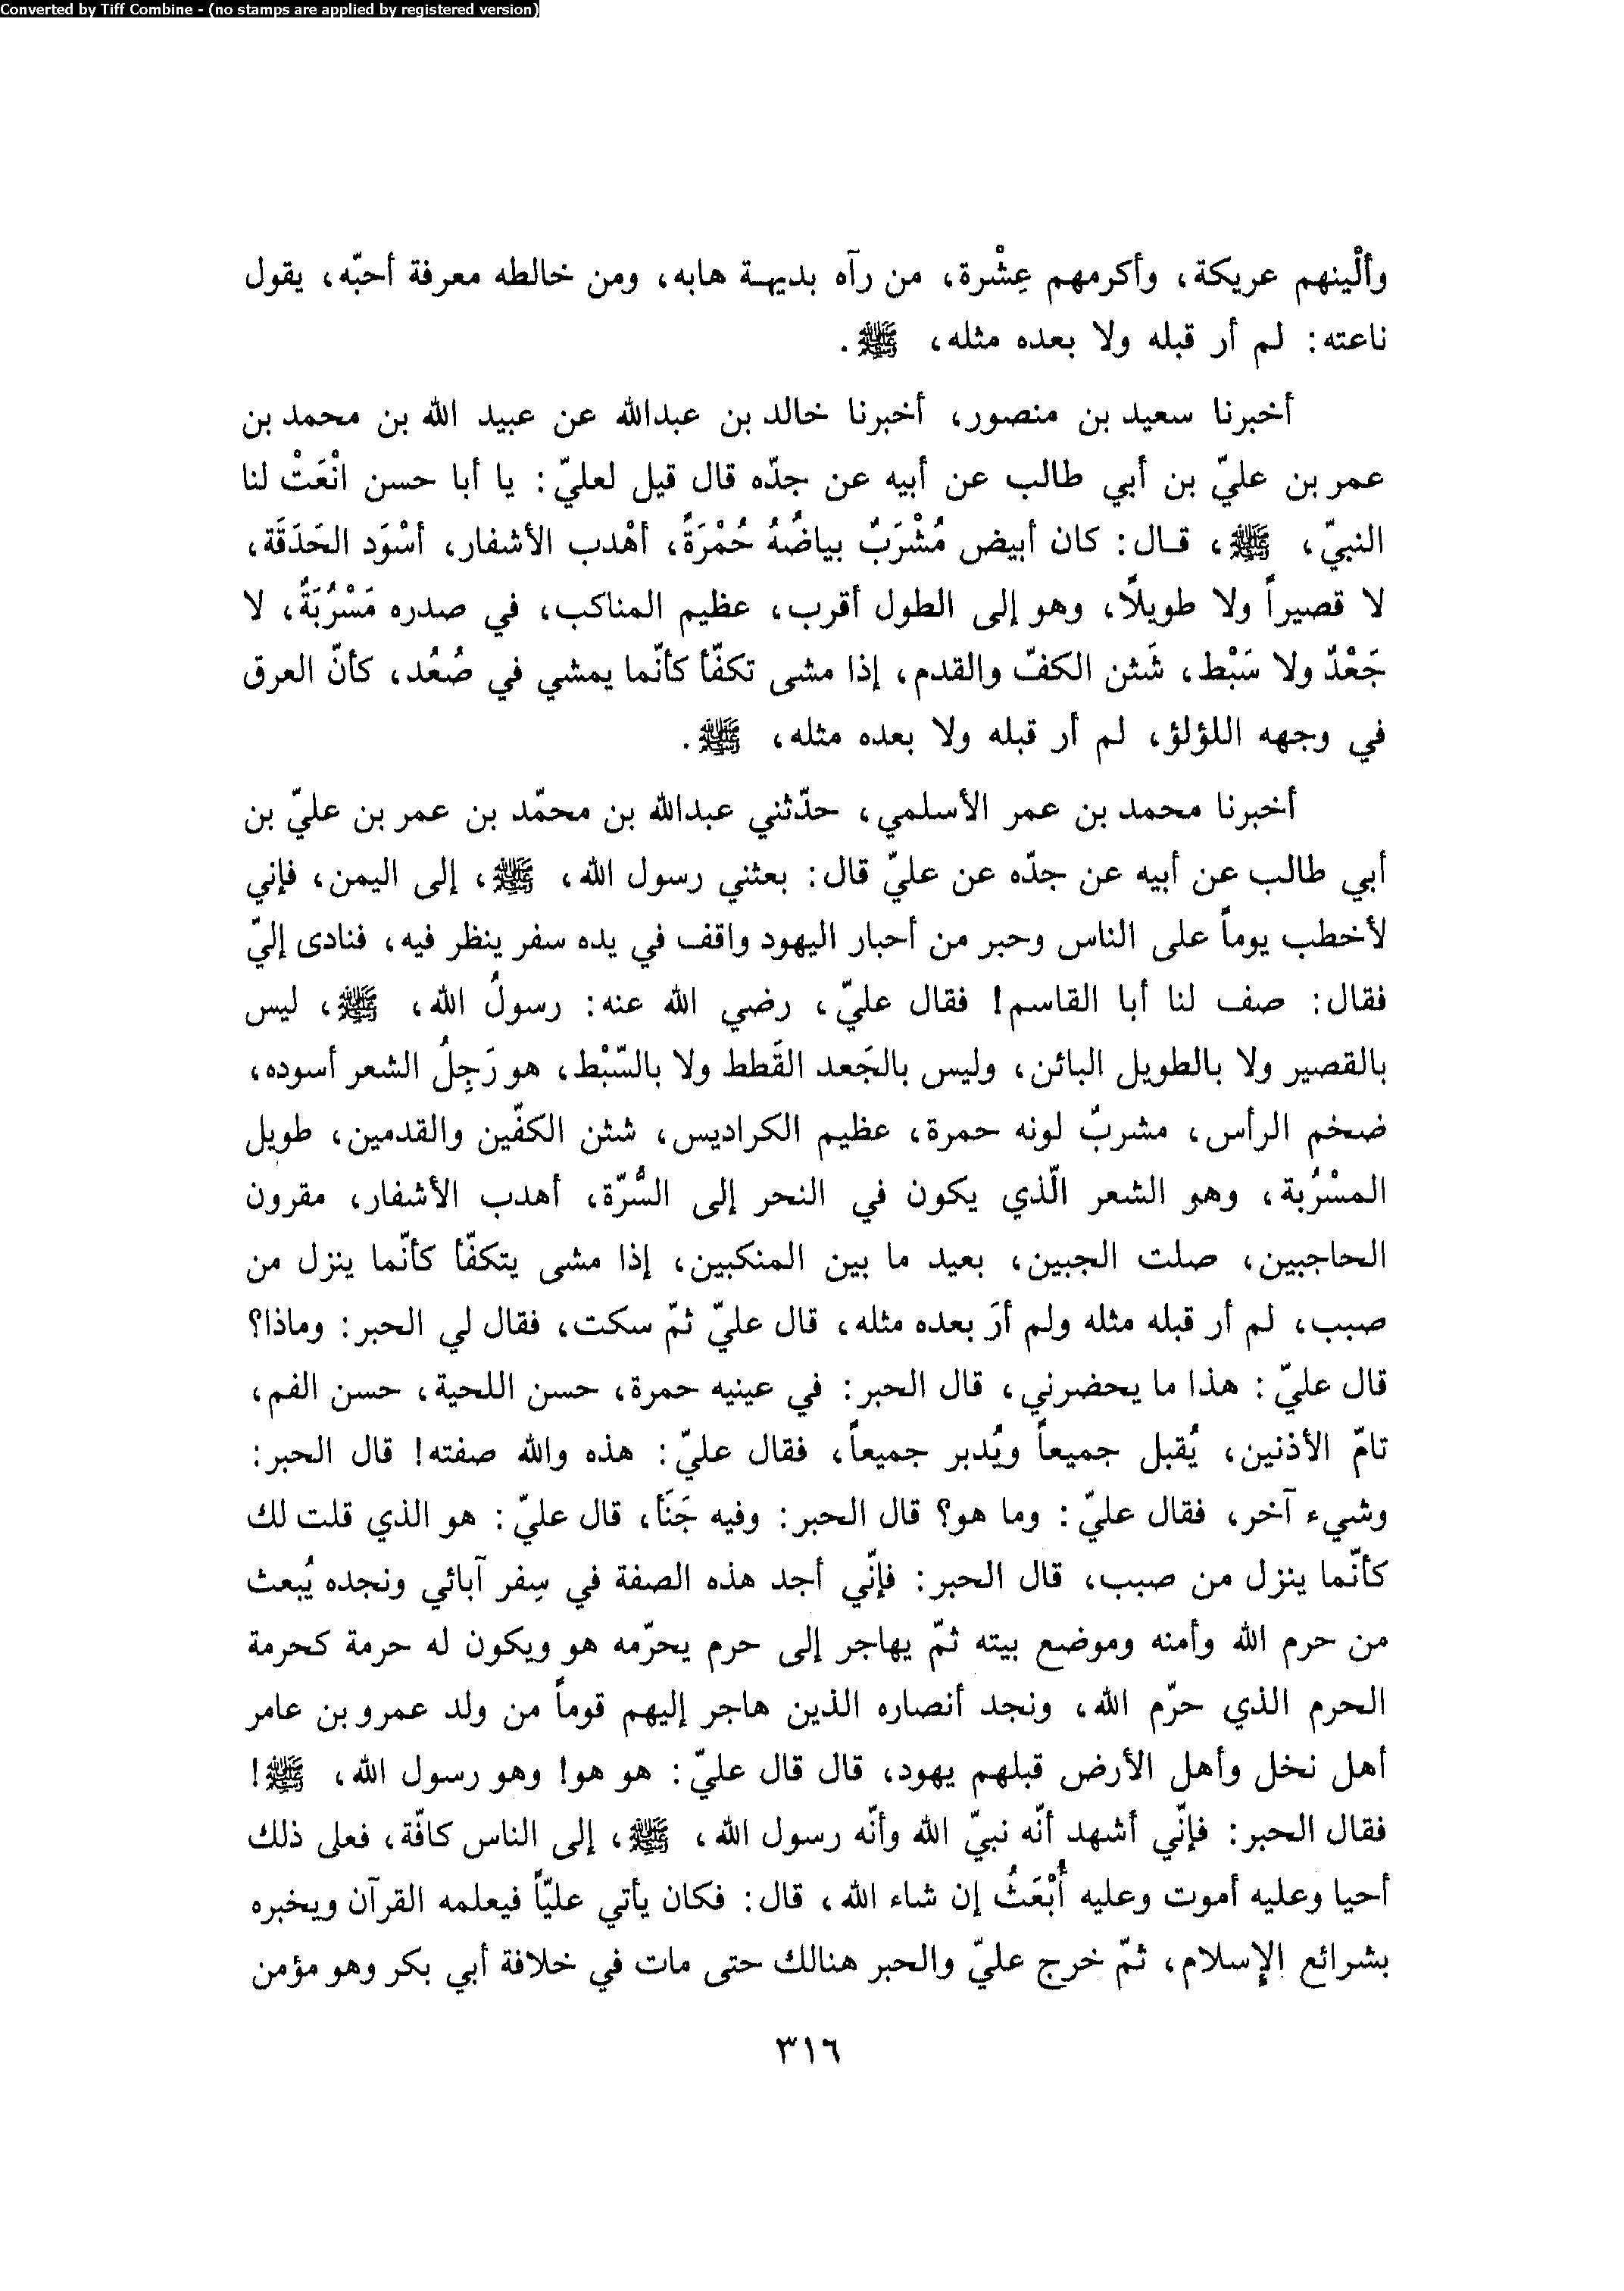 Converted by Tiff Combine - (no stamps are applied by registered version)
وألْينهم عريكة، وأكرمهم عِشْرة، من رآه بديهـة هابه، ومن خالطه معرفة أحبّه، يقول
ناعته: لم أر قبله ولا بعده مثله، ﷺ.
أخبرنا سعيد بن منصور، أخبرنا خالد بن عبدالله عن عبيد الله بن محمد بن
عمر بن عليّ بن أبي طالب عن أبيه عن جدّه قال قيل لعليّ: يا أبا حسن انْعَتْ لنا
النبيّ، ﷺ، قـال: كان أبيض مُشْرَبٌ بياضُهُ حُمْرَةً، أهْدب الأشفار، أسْوَد الحَدَقَة،
لا قصيراً ولا طويلاً، وهو إلى الطول أقرب، عظيم المناكب، في صدره مَسْرُبَةٌ، لا
جَعْدٌ ولا سَبْط، شَثن الكفّ والقدم، إذا مشى تكفّأ كأنّما يمشي في صُعُد، كأنّ العرق
في وجهه اللؤلؤ، لم أر قبله ولا بعده مثله، ﷺ.
أخبرنا محمد بن عمر الأسلمي، حدّثني عبدالله بن محمّد بن عمر بن عليّ بن
أبي طالب عن أبيه عن جدّه عن عليّ قال: بعثني رسول الله، ﷺ، إلى اليمن، فإني
لأخطب يوماً على الناس وحبر من أحبار اليهود واقف في يده سفر ينظر فيه، فنادى إليّ
فقال: صف لنا أبا القاسم! فقال عليّ، رضي الله عنه: رسولُ الله، ﷺ، ليس
بالقصير ولا بالطويل البائن، وليس بالجَعد القَطط ولا بالسّبْط، هو رَجِلُ الشعر أسوده،
ضخم الرأس، مشربٌ لونه حمرة، عظيم الكراديس، شثن الكفّين والقدمين، طويل
المسْرُبة، وهو الشعر الّذي يكون في النحر إلى السُّرّة، أهدب الأشفار، مقرون
الحاجبين، صلت الجبين، بعيد ما بين المنكبين، إذا مشى يتكفّأ كأنّما ينزل من
صبب، لم أر قبله مثله ولم أرَ بعده مثله، قال عليّ ثمّ سكت، فقال لي الحبر: وماذا؟
قال عليّ: هذا ما يحضرني، قال الحبر: في عينيه حمرة، حسن اللحية، حسن الفم،
تامّ الأذنين، يُقبل جميعاً ويُدبر جميعاً، فقال عليّ: هذه والله صفته! قال الحبر:
وشيء آخر، فقال عليّ: وما هو؟ قال الحبر: وفيه جَنَأ، قال عليّ: هو الذي قلت لك
كأنّما ينزل من صبب، قال الحبر: فإنّي أجد هذه الصفة في سِفر آبائي ونجده يُبعث
من حرم الله وأمنه وموضع بيته ثمّ يهاجر إلى حرم يحرّمه هو ويكون له حرمة كحرمة
الحرم الذي حرّم الله، ونجد أنصاره الذين هاجر إليهم قوماً من ولد عمرو بن عامر
أهل نخل وأهل الأرض قبلهم يهود، قال قال عليّ: هو هو! وهو رسول الله، ﷺ!
فقال الحبر: فإنّي أشهد أنّه نبيّ الله وأنّه رسول الله، ﷺ، إلى الناس كافّة، فعلى ذلك
أحيا وعليه أموت وعليه أُبْعَثُ إن شاء الله، قال: فكان يأتي عليّاً فيعلمه القرآن ويخبره
بشرائع الإسلام، ثمّ خرج عليّ والحبر هنالك حتى مات في خلافة أبي بكر وهو مؤمن
٣١٦